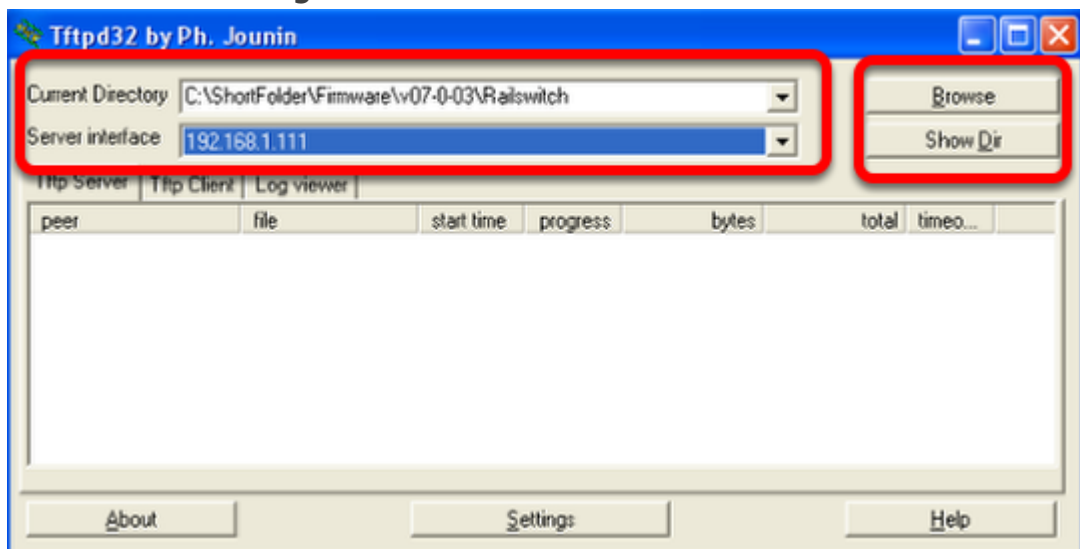 Tftpd32 by Ph. Jounin
Current Directory C:\ShortFolder\Firmware\v07-0-03\Railswitch Browse
Server interface 192.168.1.111 Show Dir
Tftp Server Tftp Client Log viewer
peer file start time progress bytes total timeo...
About Settings Help